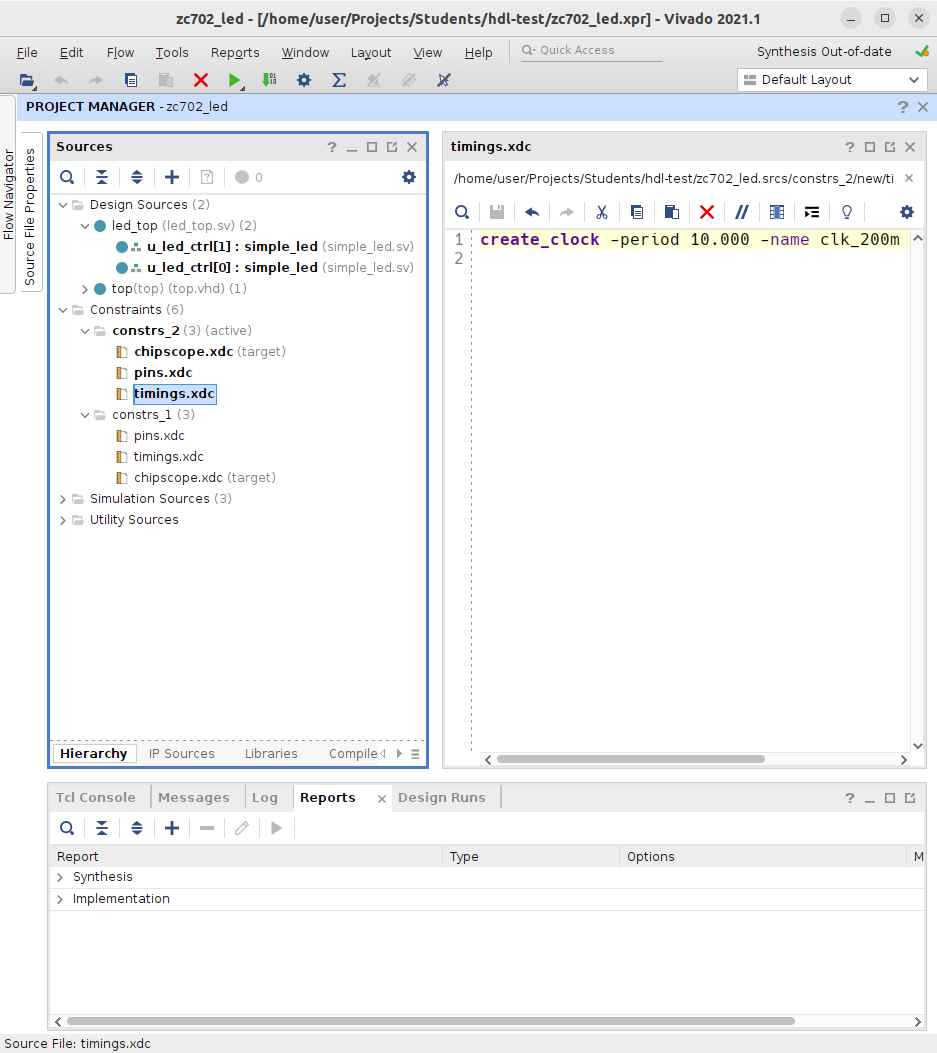 zc702_led - [/home/user/Projects/Students/hdl-test/zc702_led.xpr] - Vivado 2021.1
File Edit Flow Tools Reports Window Layout View Help Quick Access Synthesis Out-of-date
Default Layout
PROJECT MANAGER - zc702_led
Flow Navigator
Source File Properties
Sources
0
Design Sources (2)
led_top (led_top.sv) (2)
u_led_ctrl[1] : simple_led (simple_led.sv)
u_led_ctrl[0] : simple_led (simple_led.sv)
top(top) (top.vhd) (1)
Constraints (6)
constrs_2 (3) (active)
chipscope.xdc (target)
pins.xdc
timings.xdc
constrs_1 (3)
pins.xdc
timings.xdc
chipscope.xdc (target)
Simulation Sources (3)
Utility Sources
Hierarchy IP Sources Libraries Compile
timings.xdc
/home/user/Projects/Students/hdl-test/zc702_led.srcs/constrs_2/new/ti
1 create_clock -period 10.000 -name clk_200m
2
Tcl Console Messages Log Reports Design Runs
Report Type Options M
Synthesis
Implementation
Source File: timings.xdc